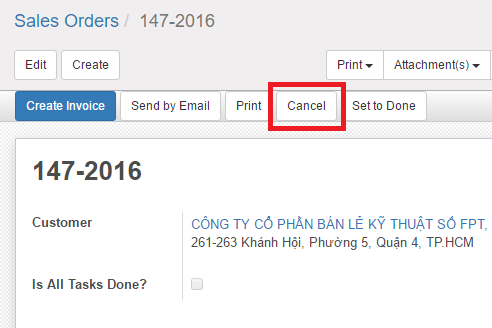 Sales Orders / 147-2016
Edit Create Print Attachment(s)
Create Invoice Send by Email Print Cancel Set to Done
147-2016
Customer CÔNG TY CỔ PHẦN BÁN LẺ KỸ THUẬT SỐ FPT,
261-263 Khánh Hội, Phường 5, Quận 4, TP.HCM
Is All Tasks Done?